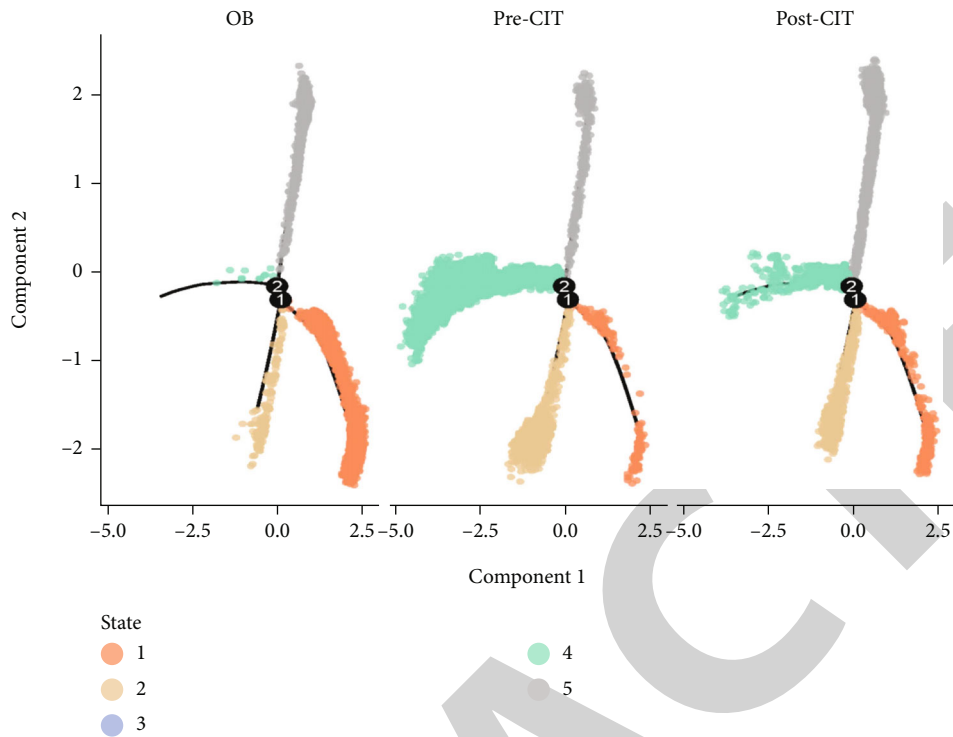 OB Pre-CIT Post-CIT
2
1
0
−1
−2
Component 2
2 2 2
1 1 1
−5.0 −2.5 0.0 2.5 −5.0 −2.5 0.0 2.5 −5.0 −2.5 0.0 2.5
Component 1
State
1 4
2 5
3